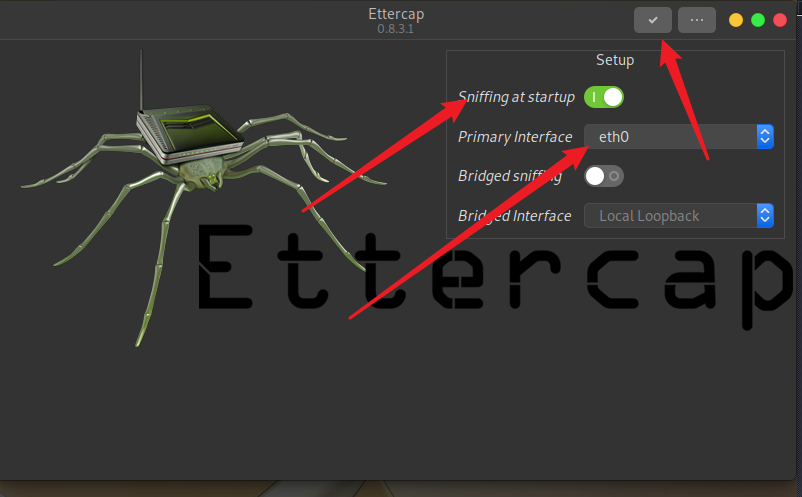 Ettercap
0.8.3.1
Setup
Sniffing at startup
Primary Interface eth0
Bridged sniffing
Bridged Interface Local Loopback
Ettercap